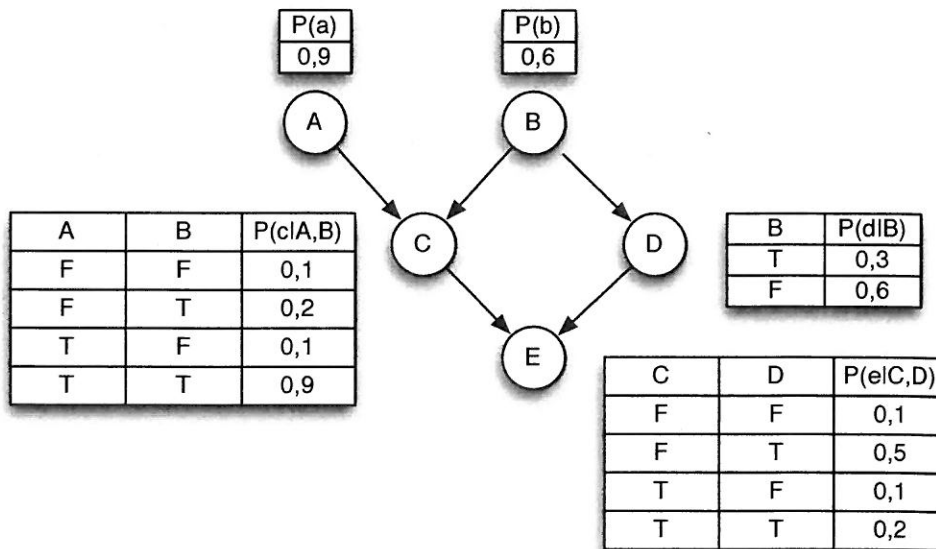 P(a)
0,9
P(b)
0,6
A
B
A B P(c|A,B)
F F 0,1
F T 0,2
T F 0,1
T T 0,9
C
D
B P(d|B)
T 0,3
F 0,6
E
C D P(e|C,D)
F F 0,1
F T 0,5
T F 0,1
T T 0,2